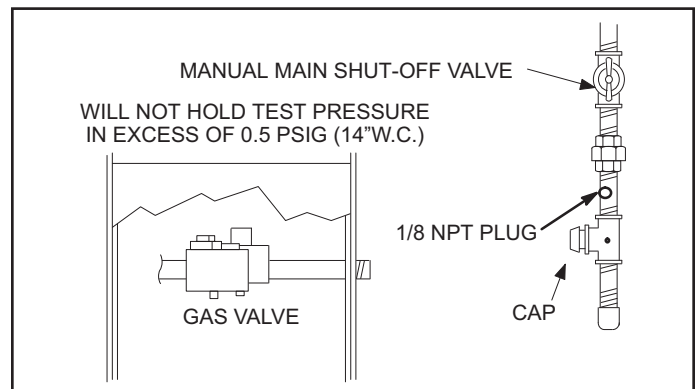 MANUAL MAIN SHUT-OFF VALVE
WILL NOT HOLD TEST PRESSURE
IN EXCESS OF 0.5 PSIG (14”W.C.)
1/8 NPT PLUG
CAP
GAS VALVE